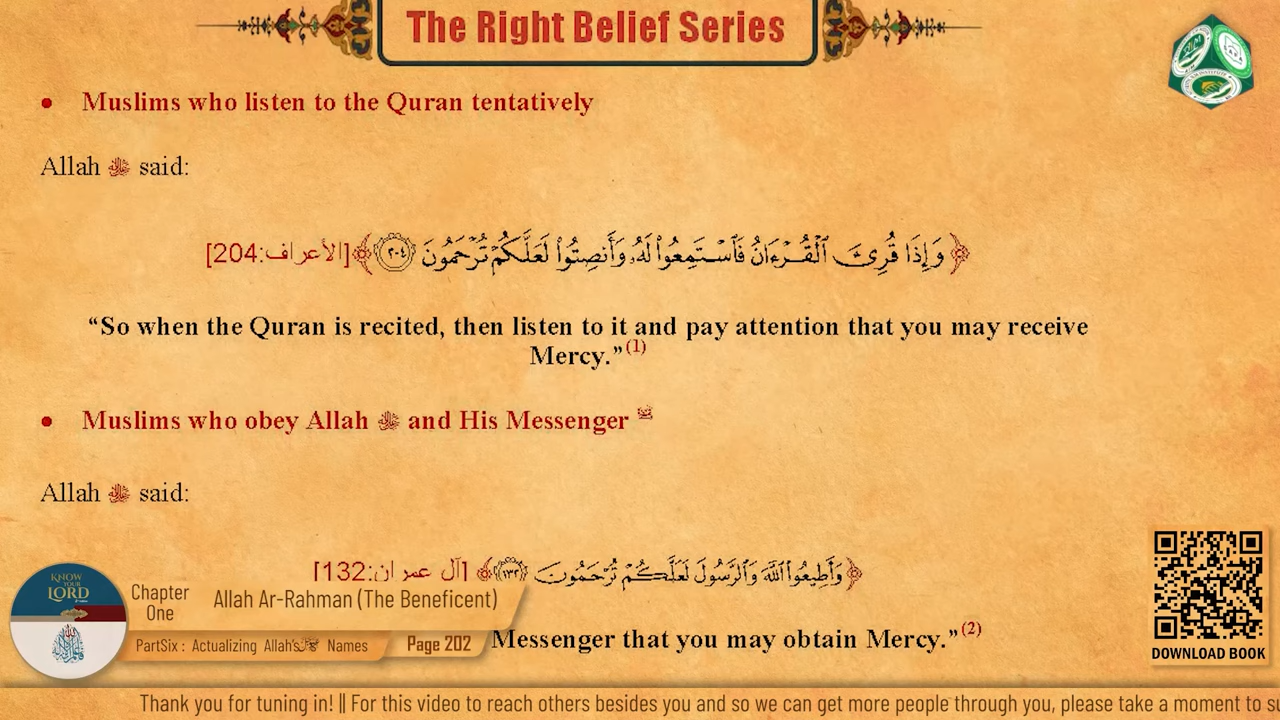 The Right Belief Series
• Muslims who listen to the Quran tentatively
Allah ﷻ said:
﴿وَإِذَا قُرِئَ ٱلْقُرْءَانُ فَٱسْتَمِعُوا۟ لَهُۥ وَأَنصِتُوا۟ لَعَلَّكُمْ تُرْحَمُونَ ٢٠٤﴾ [الأعراف:204]
“So when the Quran is recited, then listen to it and pay attention that you may receive
Mercy.”(1)
• Muslims who obey Allah ﷻ and His Messenger ﷺ
Allah ﷻ said:
﴿وَأَطِيعُوا۟ ٱللَّهَ وَٱلرَّسُولَ لَعَلَّكُمْ تُرْحَمُونَ ١٣٢﴾ [آل عمران:132]
Messenger that you may obtain Mercy.”(2)
KNOW
YOUR
LORD
Chapter
One
Allah Ar-Rahman (The Beneficent)
PartSix : Actualizing Allah's ﷻ Names
Page 202
DOWNLOAD BOOK
Thank you for tuning in! || For this video to reach others besides you and so we can get more people through you, please take a moment to su